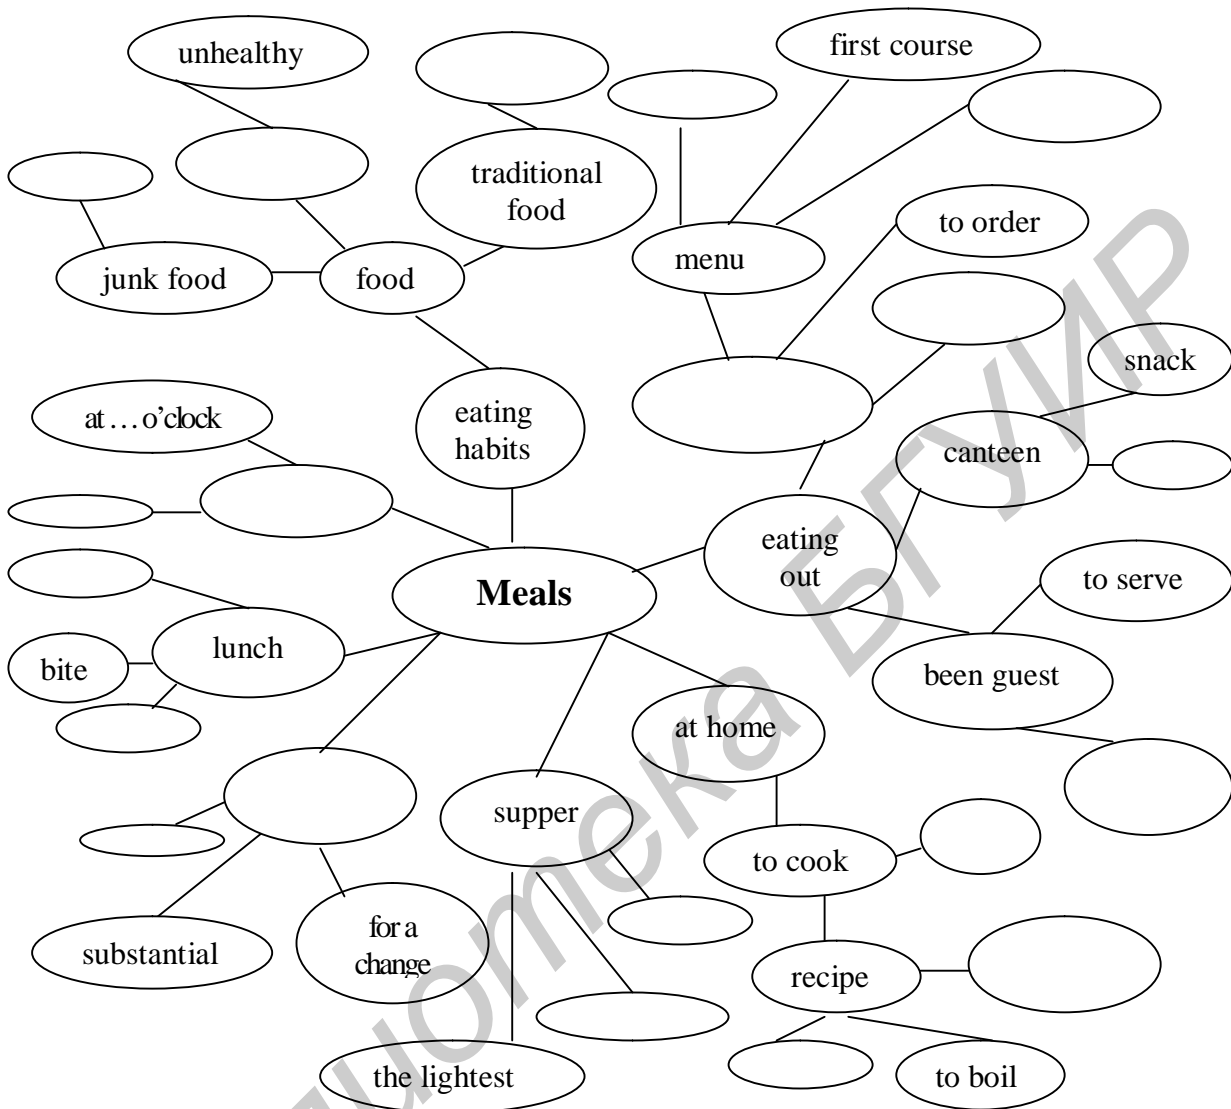 unhealthy
first course
traditional
food
to order
menu
junk food
food
snack
at…o’clock
eating
habits
canteen
eating
out
to serve
Meals
lunch
bite
been guest
at home
supper
to cook
for a
change
substantial
recipe
the lightest
to boil
иотека БГУИР